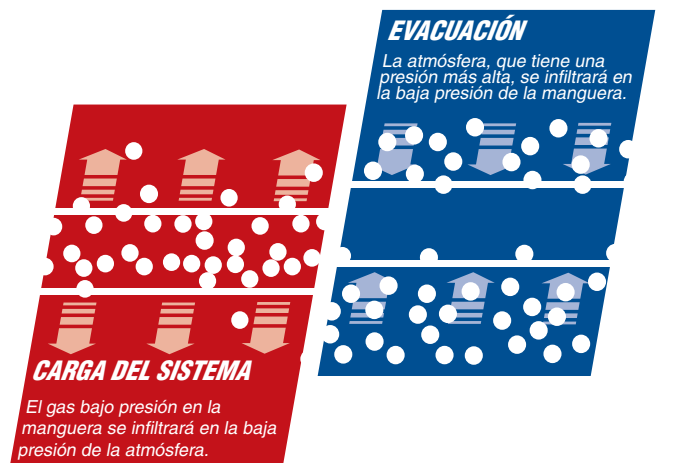 EVACUACIÓN
La atmósfera, que tiene una
presión más alta, se infiltrará en
la baja presión de la manguera.
CARGA DEL SISTEMA
El gas bajo presión en la
manguera se infiltrará en la baja
presión de la atmósfera.